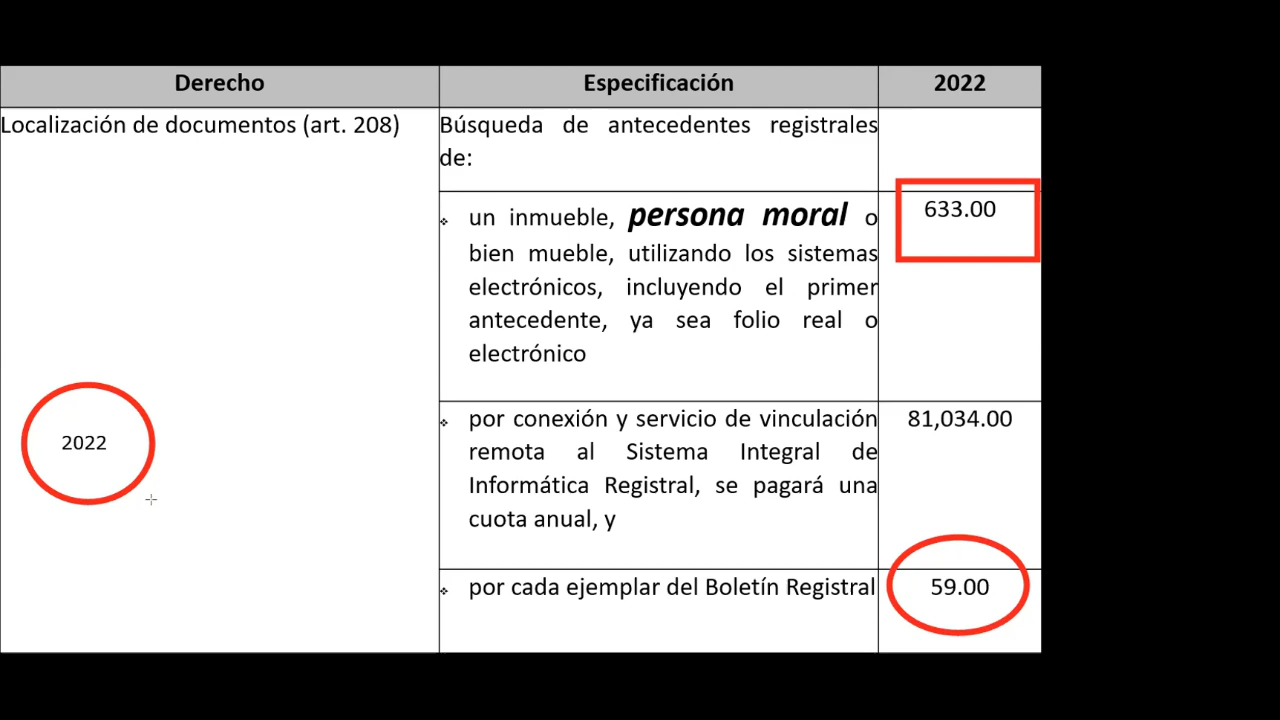 Derecho Especificación 2022
Localización de documentos (art. 208)
Búsqueda de antecedentes registrales
de:
❖ un inmueble, persona moral o
bien mueble, utilizando los sistemas
electrónicos, incluyendo el primer
antecedente, ya sea folio real o
electrónico
633.00
❖ por conexión y servicio de vinculación
remota al Sistema Integral de
Informática Registral, se pagará una
cuota anual, y
81,034.00
❖ por cada ejemplar del Boletín Registral
59.00
2022